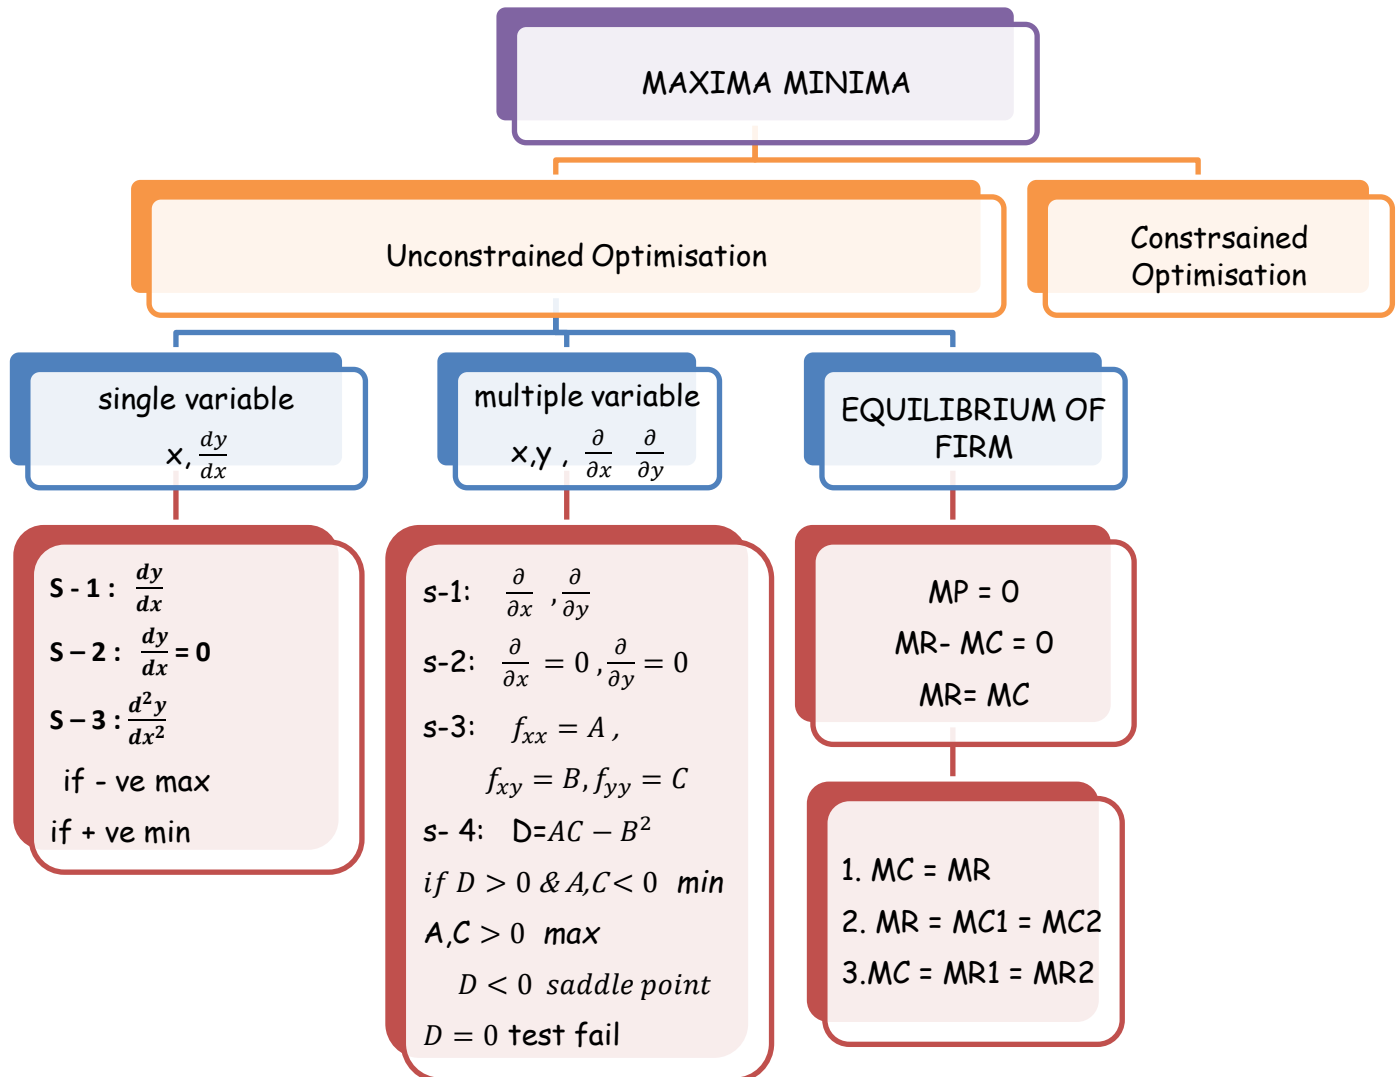 MAXIMA MINIMA
Unconstrained Optimisation
Constrsained
Optimisation
single variable
x, dy/dx
multiple variable
x,y , ∂/∂x ∂/∂y
EQUILIBRIUM OF
FIRM
S - 1 : dy/dx
S – 2 : dy/dx = 0
S – 3 : d²y/dx²
if - ve max
if + ve min
s-1: ∂/∂x , ∂/∂y
s-2: ∂/∂x = 0 , ∂/∂y = 0
s-3: f_xx = A ,
f_xy = B, f_yy = C
s- 4: D=AC − B²
if D > 0 & A,C < 0 min
A,C > 0 max
D < 0 saddle point
D = 0 test fail
MP = 0
MR- MC = 0
MR= MC
1. MC = MR
2. MR = MC1 = MC2
3.MC = MR1 = MR2